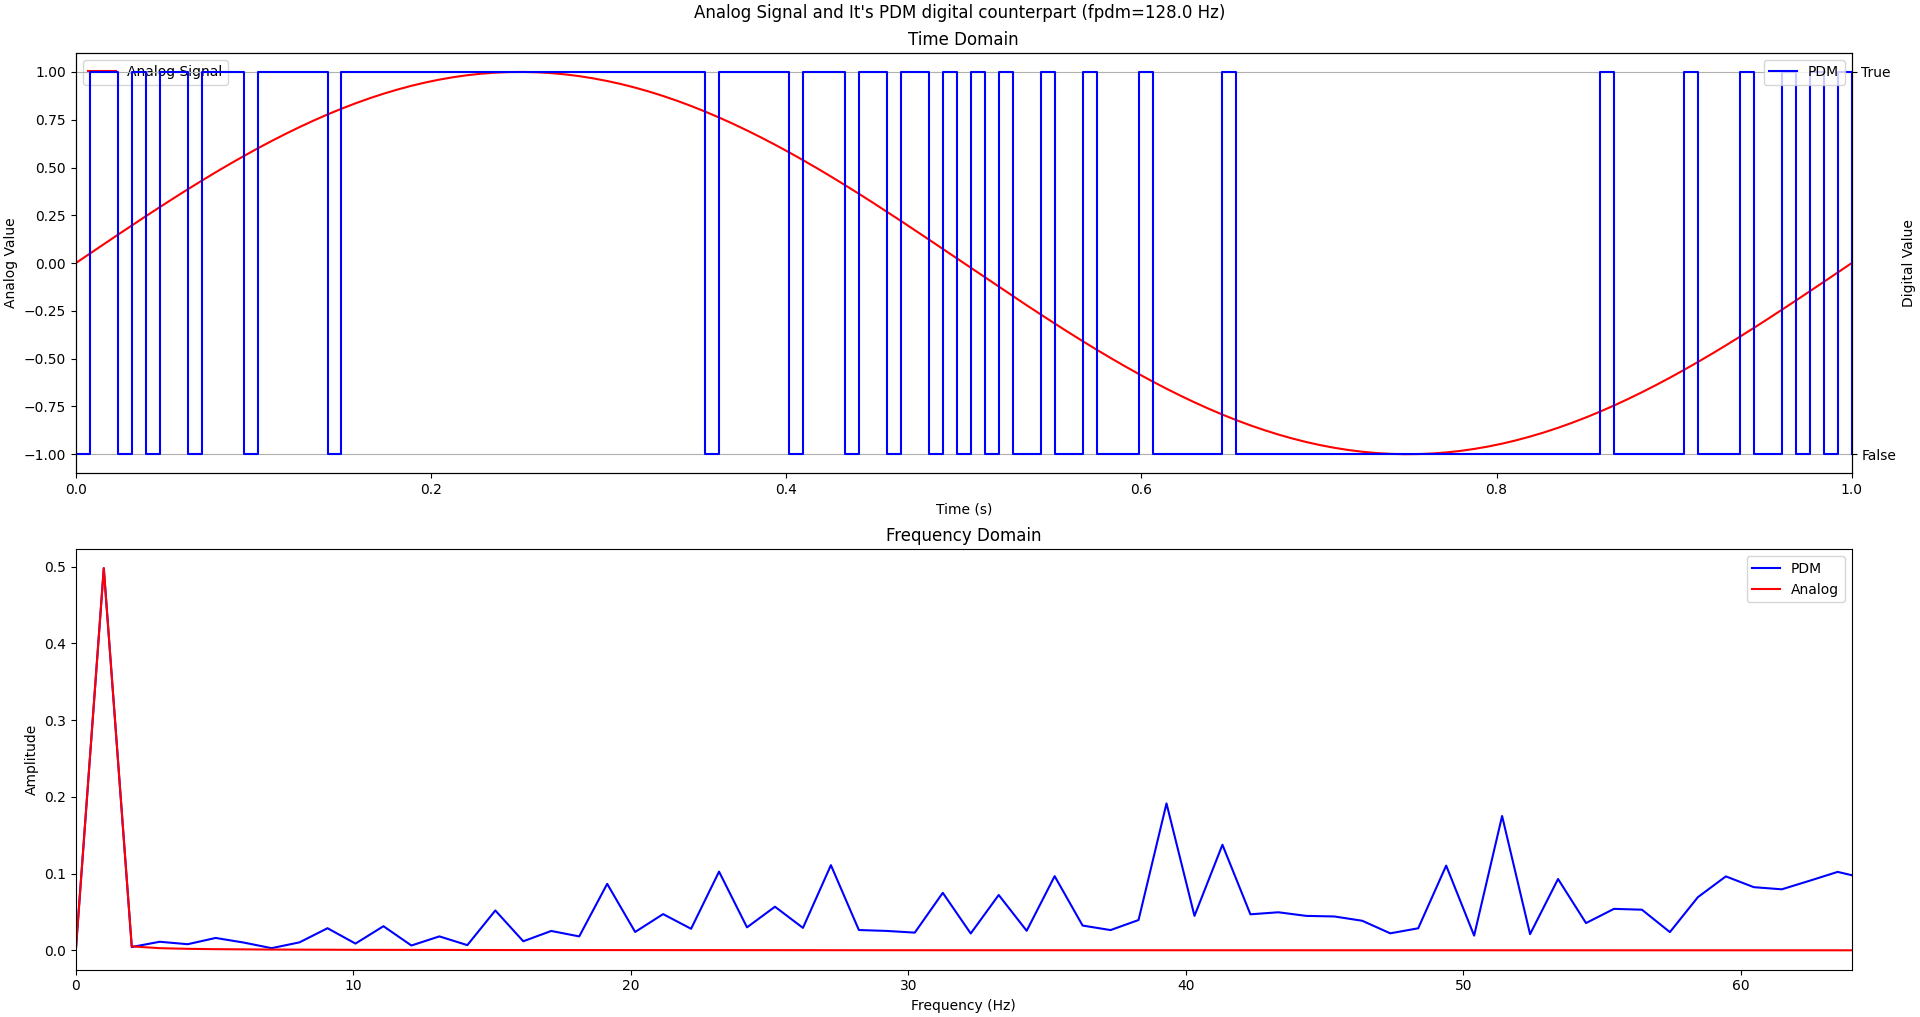 Analog Signal and It's PDM digital counterpart (fpdm=128.0 Hz)
Time Domain
Analog Signal
PDM
1.00
0.75
0.50
0.25
0.00
−0.25
−0.50
−0.75
−1.00
Analog Value
True
False
Digital Value
0.0 0.2 0.4 0.6 0.8 1.0
Time (s)
Frequency Domain
PDM
Analog
0.5
0.4
0.3
0.2
0.1
0.0
Amplitude
0 10 20 30 40 50 60
Frequency (Hz)